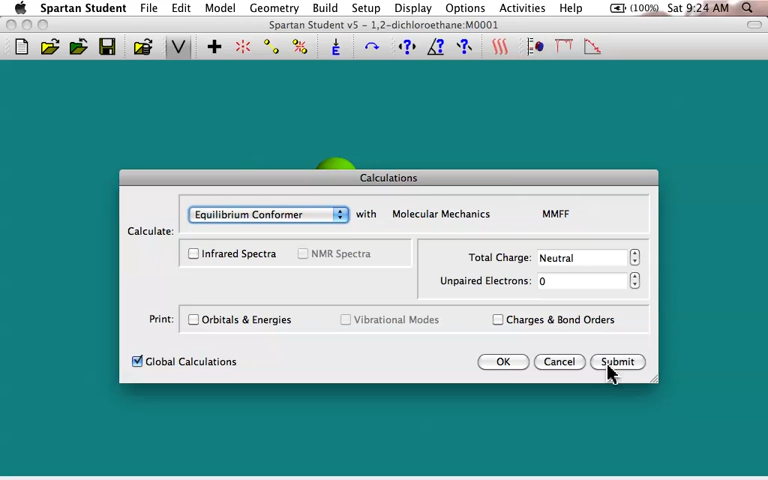 Spartan Student File Edit Model Geometry Build Setup Display Options Activities Help (100%) Sat 9:24 AM
Spartan Student v5 - 1,2-dichloroethane:M0001
Calculations
Calculate: Equilibrium Conformer with Molecular Mechanics MMFF
Infrared Spectra NMR Spectra Total Charge: Neutral
Unpaired Electrons: 0
Print: Orbitals & Energies Vibrational Modes Charges & Bond Orders
Global Calculations OK Cancel Submit